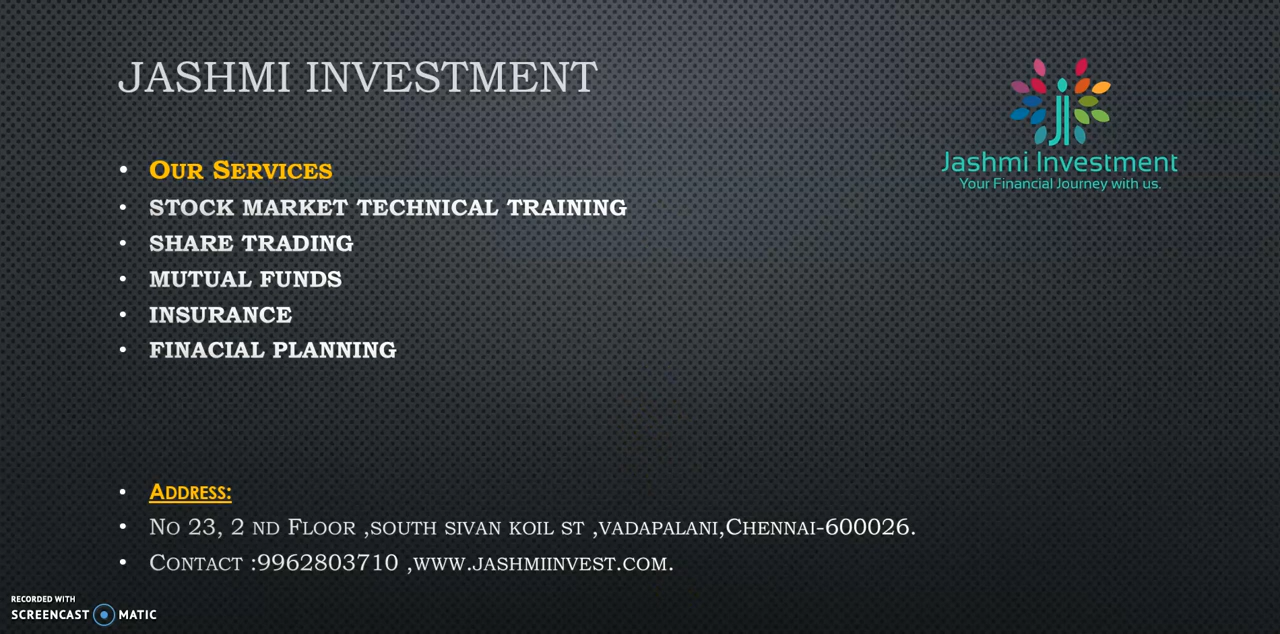 JASHMI INVESTMENT
Jashmi Investment
Your Financial Journey with us.
• OUR SERVICES
• STOCK MARKET TECHNICAL TRAINING
• SHARE TRADING
• MUTUAL FUNDS
• INSURANCE
• FINACIAL PLANNING
• ADDRESS:
• NO 23, 2 ND FLOOR ,SOUTH SIVAN KOIL ST ,VADAPALANI,CHENNAI-600026.
• CONTACT :9962803710 ,WWW.JASHMIINVEST.COM.
RECORDED WITH
SCREENCAST MATIC